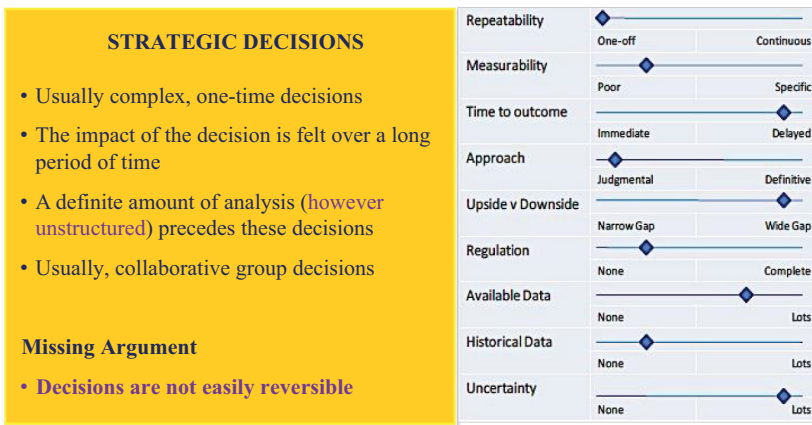 STRATEGIC DECISIONS
• Usually complex, one-time decisions
• The impact of the decision is felt over a long
period of time
• A definite amount of analysis (however
unstructured) precedes these decisions
• Usually, collaborative group decisions
Missing Argument
• Decisions are not easily reversible
Repeatability
One-off Continuous
Measurability
Poor Specific
Time to outcome
Immediate Delayed
Approach
Judgmental Definitive
Upside v Downside
Narrow Gap Wide Gap
Regulation
None Complete
Available Data
None Lots
Historical Data
None Lots
Uncertainty
None Lots